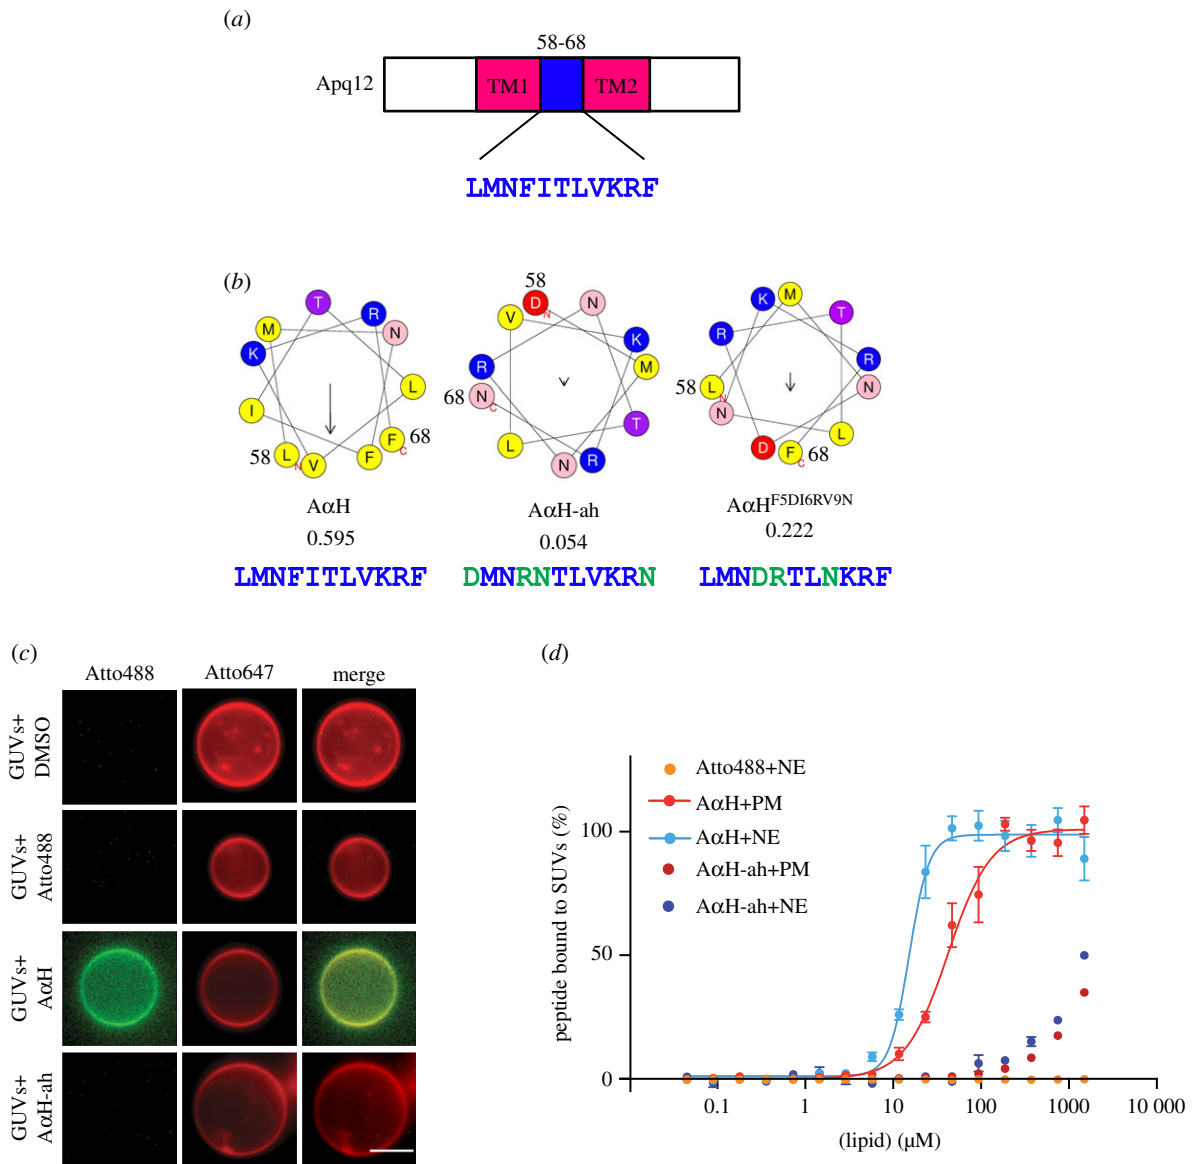 (a)
58-68
Apq12
TM1
TM2
LMNFITLVKRF
(b)
T
R
M
N
K
L
I
F
68
C
58
L
N
V
F
AαH
0.595
LMNFITLVKRF
58
D
N
N
V
K
R
M
68
N
C
T
L
N
R
AαH-ah
0.054
DMNRNTLVKRN
K
M
T
R
R
58
L
N
N
N
L
D
F
C
68
AαH^F5DI6RV9N
0.222
LMNDRTLNKRF
(c)
Atto488
Atto647
merge
GUVs+
DMSO
GUVs+
Atto488
GUVs+
AαH
GUVs+
AαH-ah
(d)
Atto488+NE
AαH+PM
AαH+NE
AαH-ah+PM
AαH-ah+NE
peptide bound to SUVs (%)
100
50
0
0.1
1
10
100
1000
10 000
(lipid) (μM)